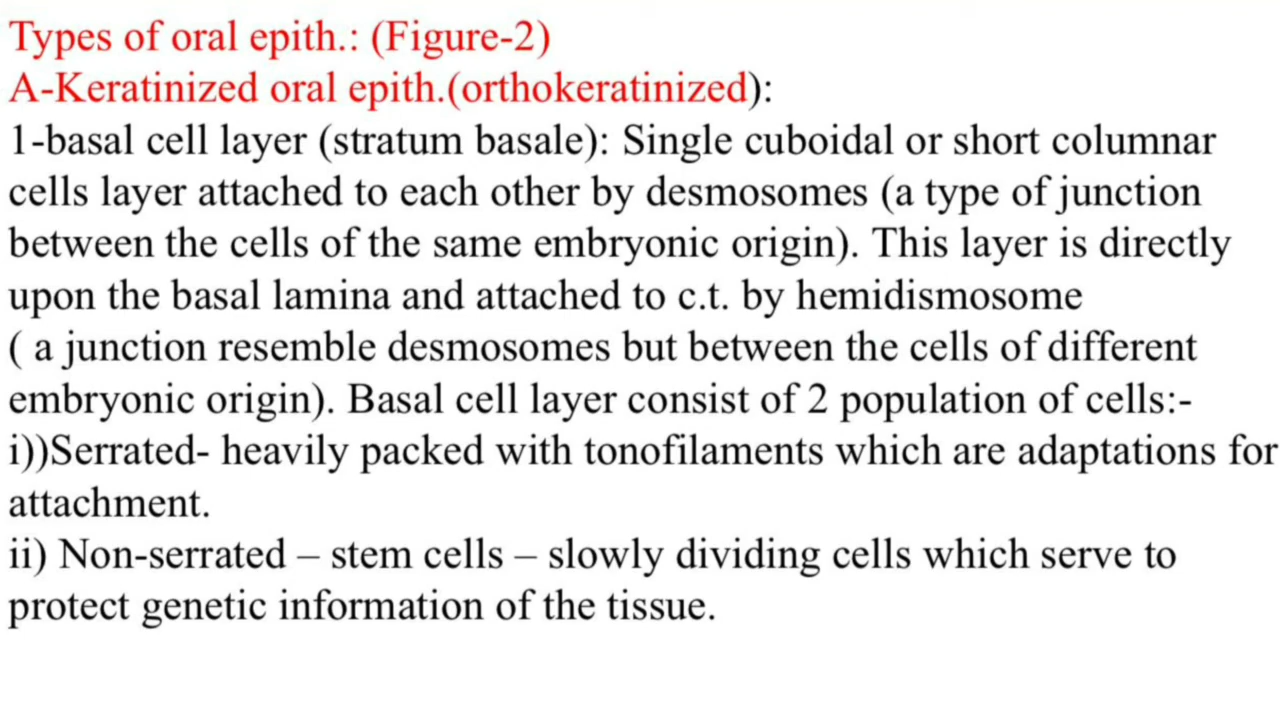 Types of oral epith.: (Figure-2)
A-Keratinized oral epith.(orthokeratinized):
1-basal cell layer (stratum basale): Single cuboidal or short columnar
cells layer attached to each other by desmosomes (a type of junction
between the cells of the same embryonic origin). This layer is directly
upon the basal lamina and attached to c.t. by hemidismosome
( a junction resemble desmosomes but between the cells of different
embryonic origin). Basal cell layer consist of 2 population of cells:-
i))Serrated- heavily packed with tonofilaments which are adaptations for
attachment.
ii) Non-serrated – stem cells – slowly dividing cells which serve to
protect genetic information of the tissue.